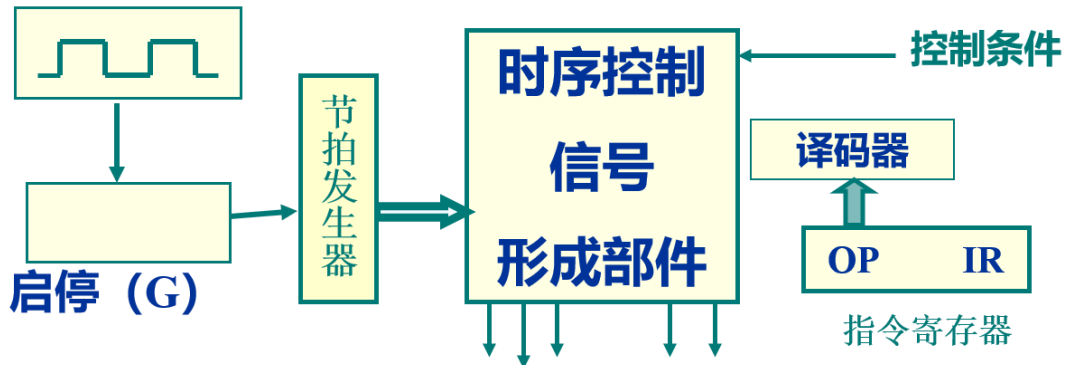 控制条件
时序控制
信号
形成部件
节拍发生器
译码器
OP IR
启停（G）
指令寄存器